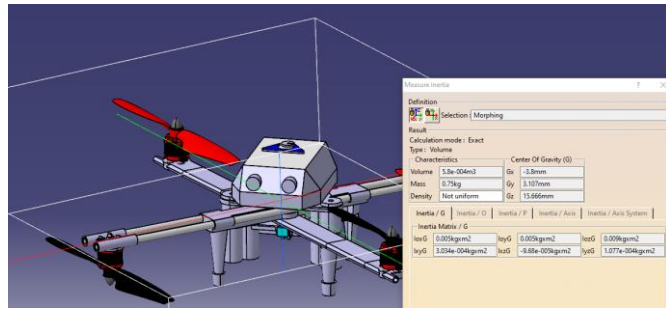 Measure Inertia ? X
Definition
Selection : Morphing
Result
Calculation mode : Exact
Type : Volume
Characteristics Center Of Gravity (G)
Volume 5.8e-004m3 Gx -3.8mm
Mass 0.75kg Gy 3.107mm
Density Not uniform Gz 15.666mm
Inertia / G Inertia / O Inertia / P Inertia / Axis Inertia / Axis System
Inertia Matrix / G
IoxG 0.005kgxm2 IoyG 0.005kgxm2 IozG 0.009kgxm2
IxyG 3.034e-004kgxm2 IxzG -9.68e-005kgxm2 IyzG 1.077e-004kgxm2